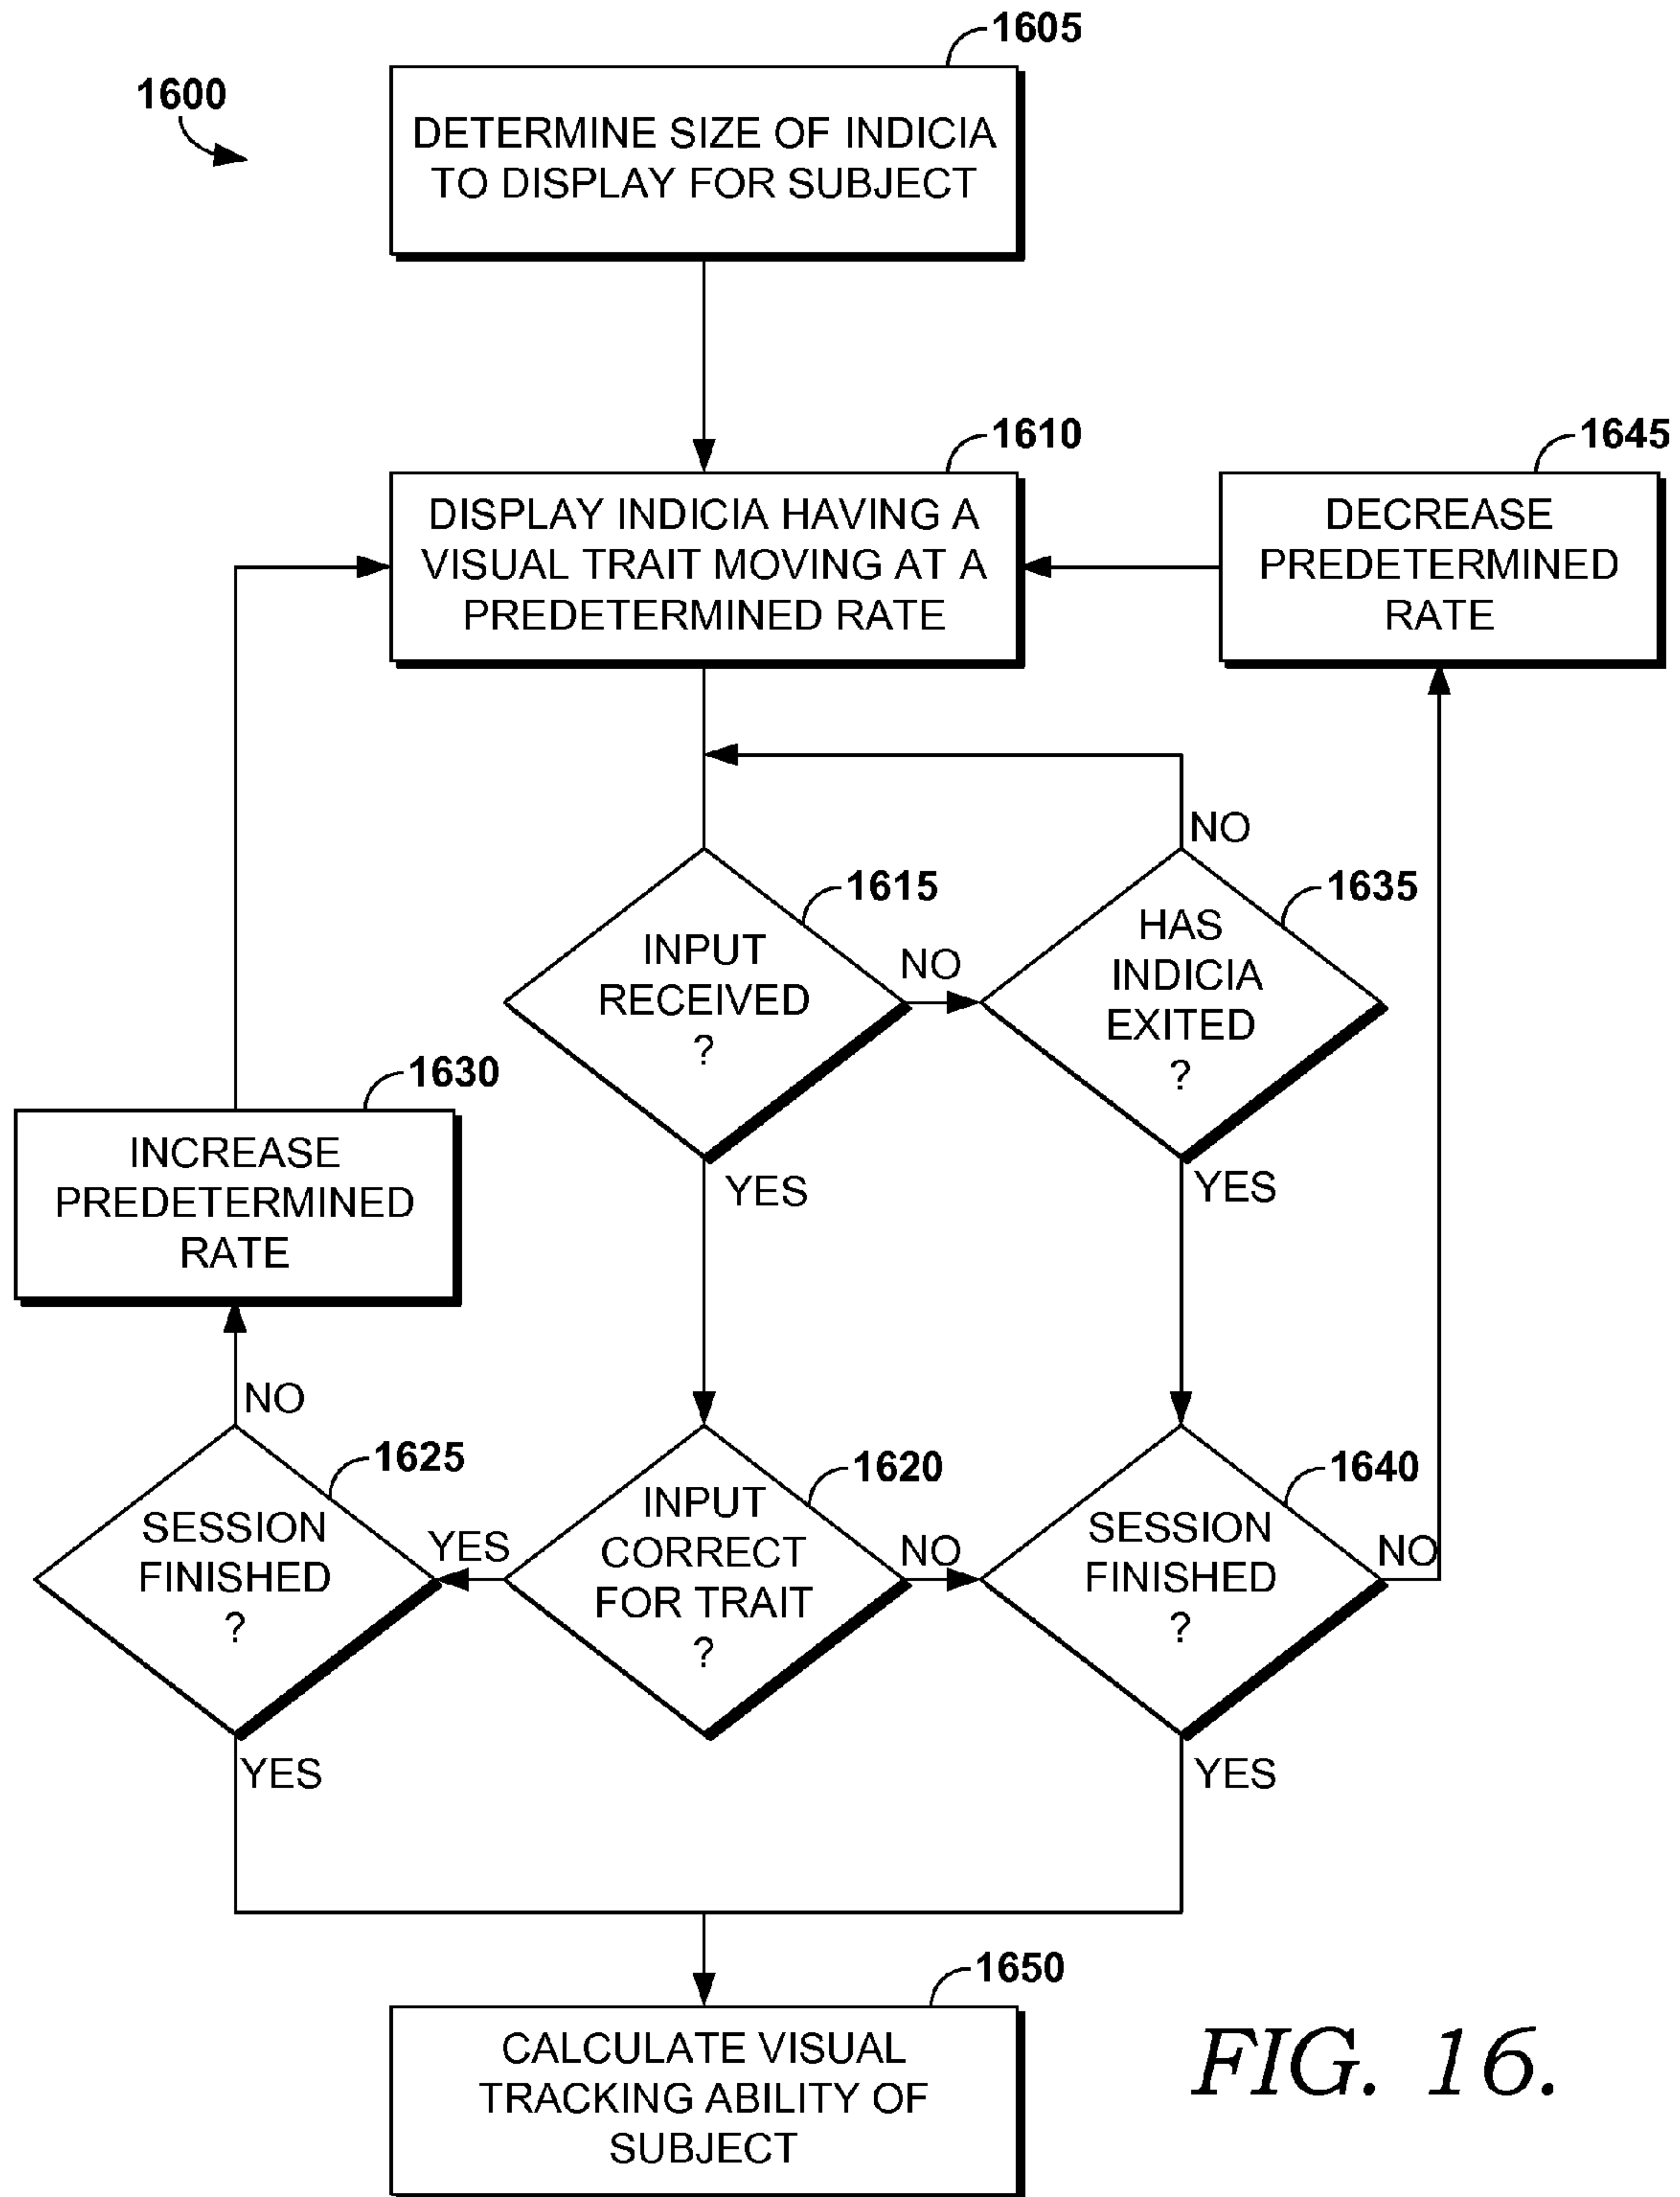 1600
1605
DETERMINE SIZE OF INDICIA
TO DISPLAY FOR SUBJECT
1610
DISPLAY INDICIA HAVING A
VISUAL TRAIT MOVING AT A
PREDETERMINED RATE
1645
DECREASE
PREDETERMINED
RATE
1615
INPUT
RECEIVED
?
NO
YES
1635
HAS
INDICIA
EXITED
?
NO
YES
1630
INCREASE
PREDETERMINED
RATE
NO
1625
SESSION
FINISHED
?
YES
YES
1620
INPUT
CORRECT
FOR TRAIT
?
NO
1640
SESSION
FINISHED
?
NO
YES
1650
CALCULATE VISUAL
TRACKING ABILITY OF
SUBJECT
FIG. 16.